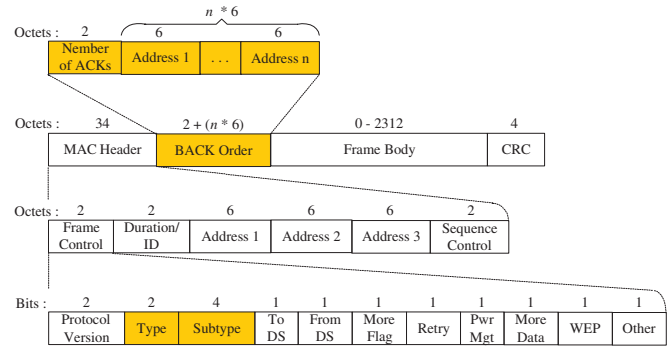 n * 6
Octets : 2 6 6
Nember of ACKs Address 1 . . . Address n
Octets : 34 2 + (n * 6) 0 - 2312 4
MAC Header BACK Order Frame Body CRC
Octets : 2 2 6 6 6 2
Frame Control Duration/ ID Address 1 Address 2 Address 3 Sequence Control
Bits : 2 2 4 1 1 1 1 1 1 1 1
Protocol Version Type Subtype To DS From DS More Flag Retry Pwr Mgt More Data WEP Other